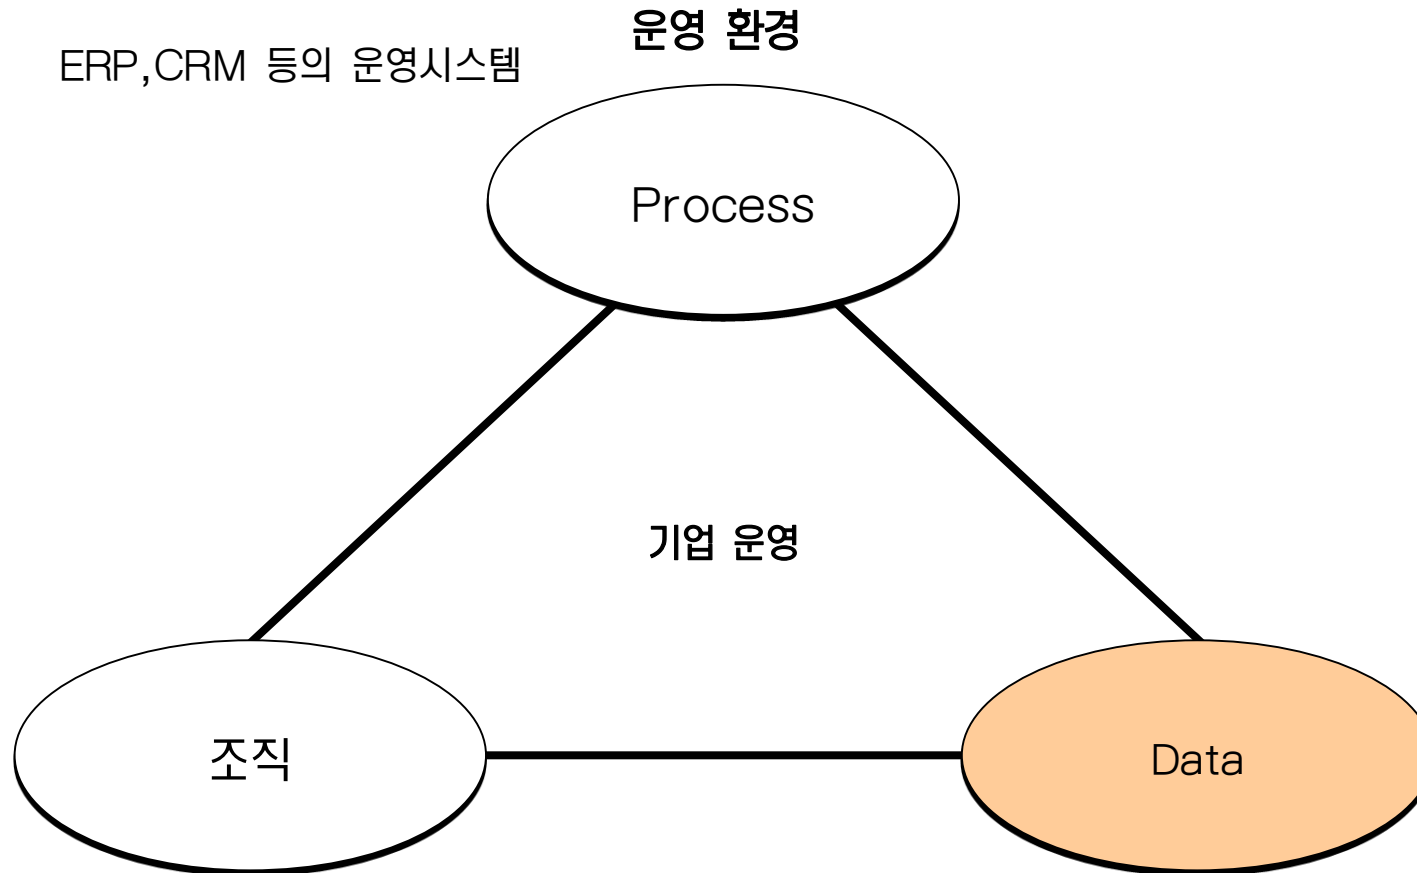 운영 환경
ERP,CRM 등의 운영시스템
Process
기업 운영
조직
Data